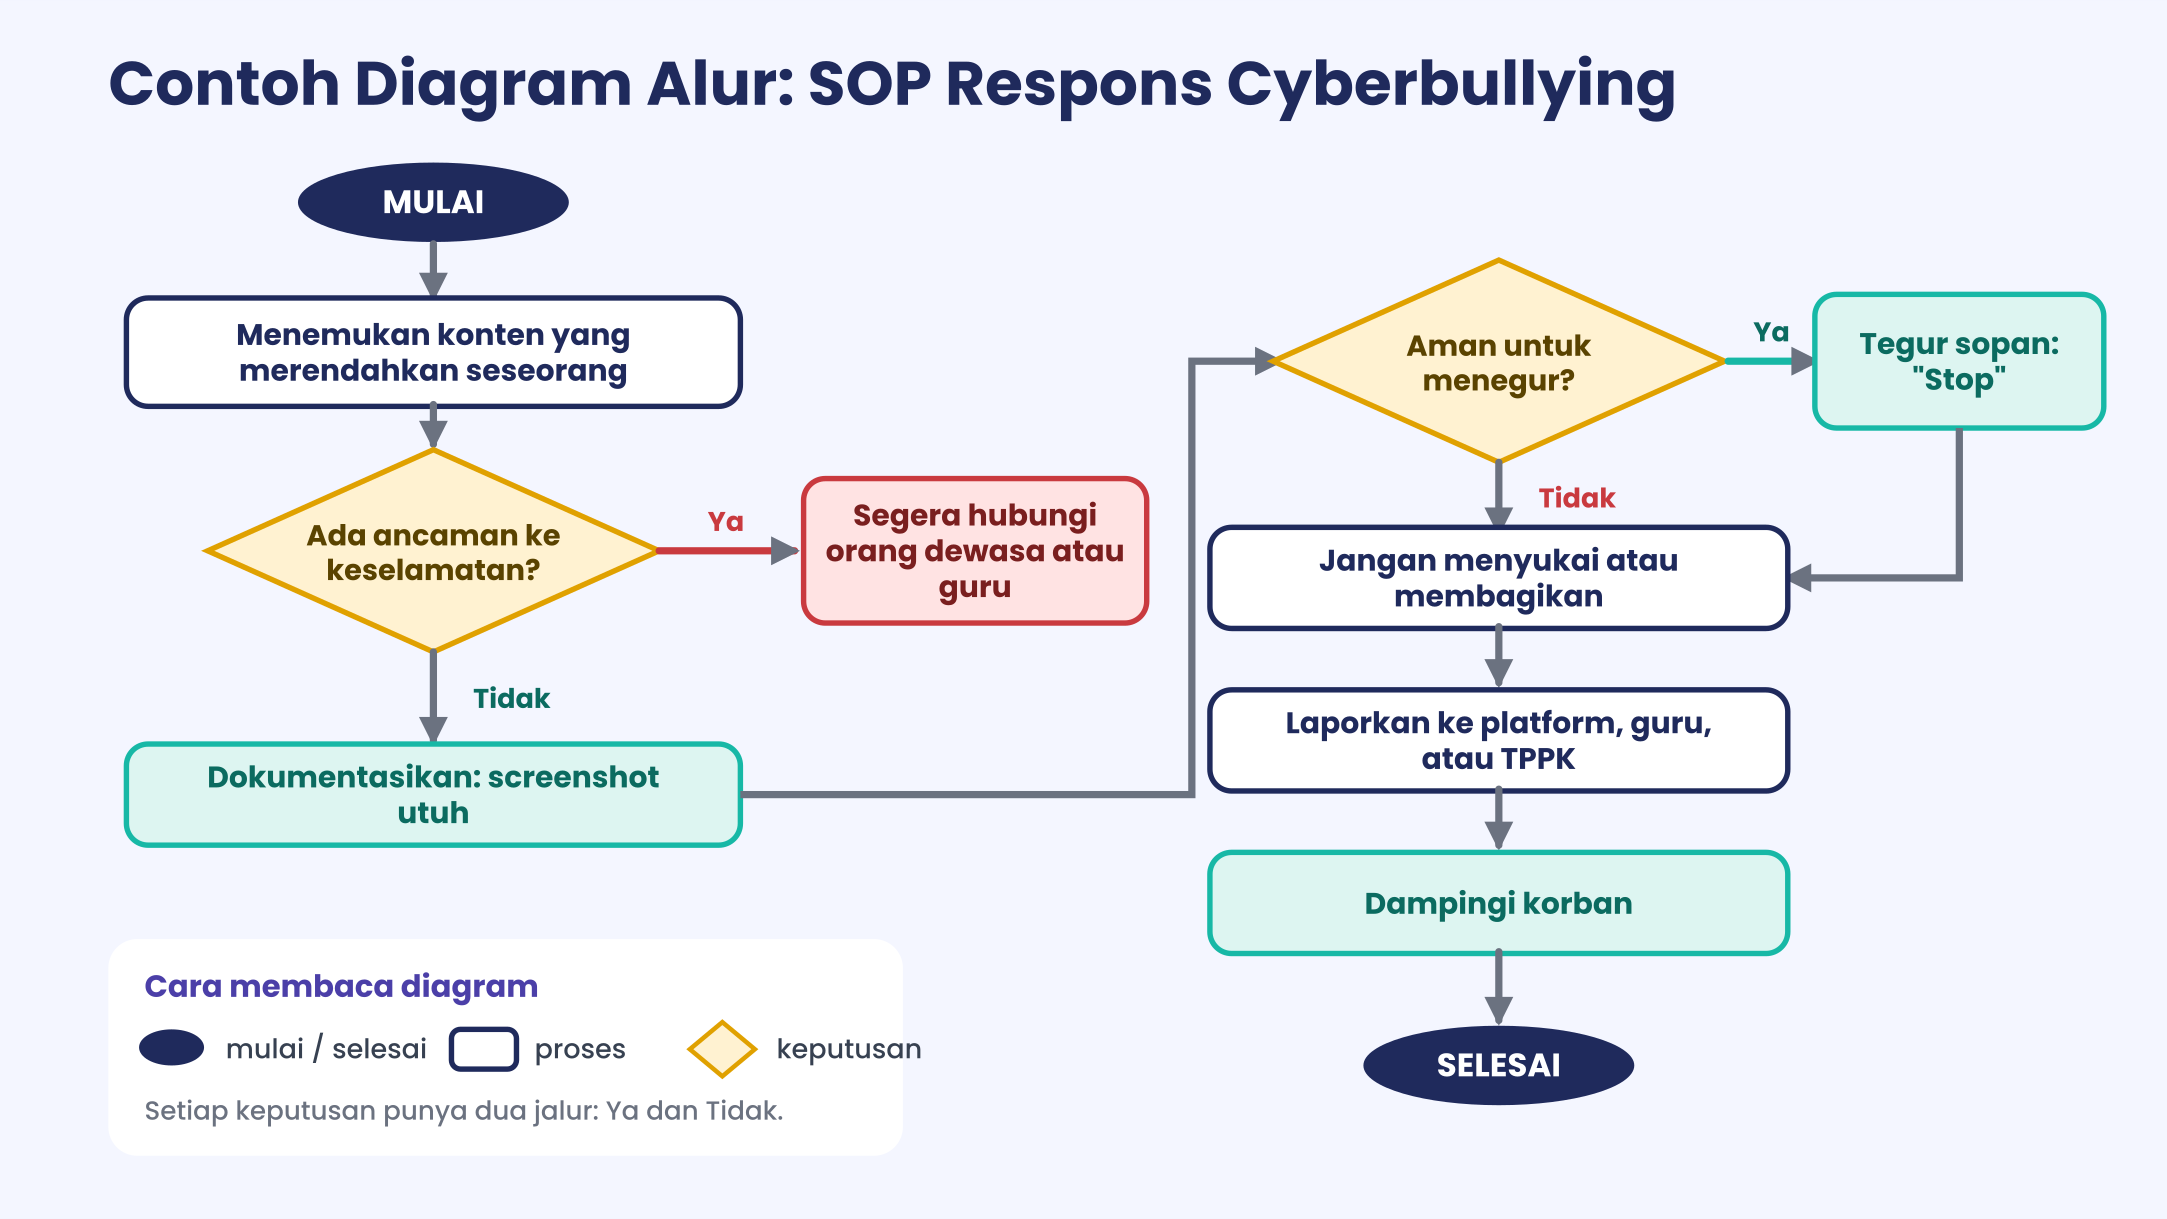 Contoh Diagram Alur: SOP Respons Cyberbullying
MULAI
Menemukan konten yang
merendahkan seseorang
Ada ancaman ke
keselamatan?
Ya
Segera hubungi
orang dewasa atau
guru
Tidak
Dokumentasikan: screenshot
utuh
Aman untuk
menegur?
Ya
Tegur sopan:
"Stop"
Tidak
Jangan menyukai atau
membagikan
Laporkan ke platform, guru,
atau TPPK
Dampingi korban
SELESAI
Cara membaca diagram
mulai / selesai
proses
keputusan
Setiap keputusan punya dua jalur: Ya dan Tidak.